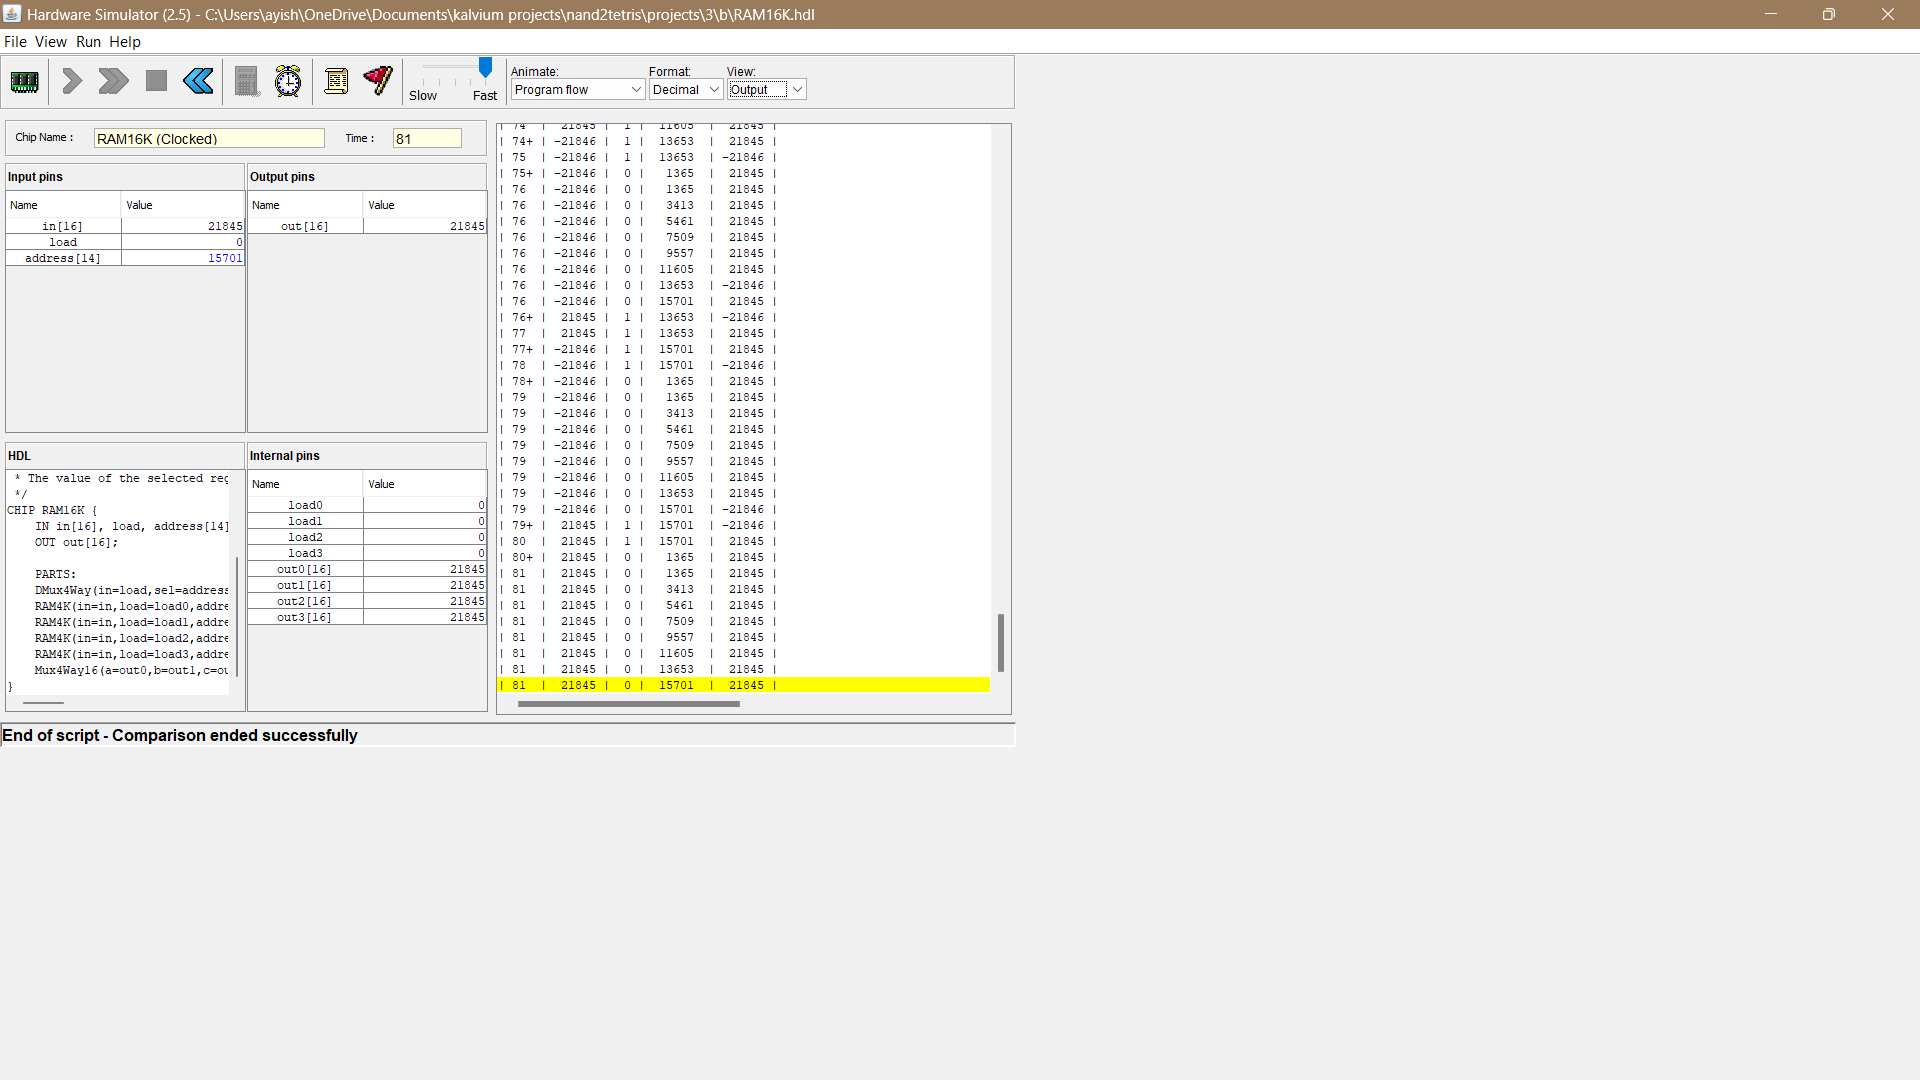 Hardware Simulator (2.5) - C:\Users\ayish\OneDrive\Documents\kalvium projects\nand2tetris\projects\3\b\RAM16K.hdl
File View Run Help
Slow Fast
Animate: Format: View:
Program flow Decimal Output
Chip Name : RAM16K (Clocked) Time : 81
Input pins
Name Value
in[16] 21845
load 0
address[14] 15701
Output pins
Name Value
out[16] 21845
HDL
* The value of the selected reg
*/
CHIP RAM16K {
IN in[16], load, address[14]
OUT out[16];
PARTS:
DMux4Way(in=load,sel=address
RAM4K(in=in,load=load0,addre
RAM4K(in=in,load=load1,addre
RAM4K(in=in,load=load2,addre
RAM4K(in=in,load=load3,addre
Mux4Way16(a=out0,b=out1,c=ou
}
Internal pins
Name Value
load0 0
load1 0
load2 0
load3 0
out0[16] 21845
out1[16] 21845
out2[16] 21845
out3[16] 21845
| 74 | 21845 | 1 | 11605 | 21845 |
| 74+ | -21846 | 1 | 13653 | 21845 |
| 75 | -21846 | 1 | 13653 | -21846 |
| 75+ | -21846 | 0 | 1365 | 21845 |
| 76 | -21846 | 0 | 1365 | 21845 |
| 76 | -21846 | 0 | 3413 | 21845 |
| 76 | -21846 | 0 | 5461 | 21845 |
| 76 | -21846 | 0 | 7509 | 21845 |
| 76 | -21846 | 0 | 9557 | 21845 |
| 76 | -21846 | 0 | 11605 | 21845 |
| 76 | -21846 | 0 | 13653 | -21846 |
| 76 | -21846 | 0 | 15701 | 21845 |
| 76+ | 21845 | 1 | 13653 | -21846 |
| 77 | 21845 | 1 | 13653 | 21845 |
| 77+ | -21846 | 1 | 15701 | 21845 |
| 78 | -21846 | 1 | 15701 | -21846 |
| 78+ | -21846 | 0 | 1365 | 21845 |
| 79 | -21846 | 0 | 1365 | 21845 |
| 79 | -21846 | 0 | 3413 | 21845 |
| 79 | -21846 | 0 | 5461 | 21845 |
| 79 | -21846 | 0 | 7509 | 21845 |
| 79 | -21846 | 0 | 9557 | 21845 |
| 79 | -21846 | 0 | 11605 | 21845 |
| 79 | -21846 | 0 | 13653 | 21845 |
| 79 | -21846 | 0 | 15701 | -21846 |
| 79+ | 21845 | 1 | 15701 | -21846 |
| 80 | 21845 | 1 | 15701 | 21845 |
| 80+ | 21845 | 0 | 1365 | 21845 |
| 81 | 21845 | 0 | 1365 | 21845 |
| 81 | 21845 | 0 | 3413 | 21845 |
| 81 | 21845 | 0 | 5461 | 21845 |
| 81 | 21845 | 0 | 7509 | 21845 |
| 81 | 21845 | 0 | 9557 | 21845 |
| 81 | 21845 | 0 | 11605 | 21845 |
| 81 | 21845 | 0 | 13653 | 21845 |
| 81 | 21845 | 0 | 15701 | 21845 |
End of script - Comparison ended successfully